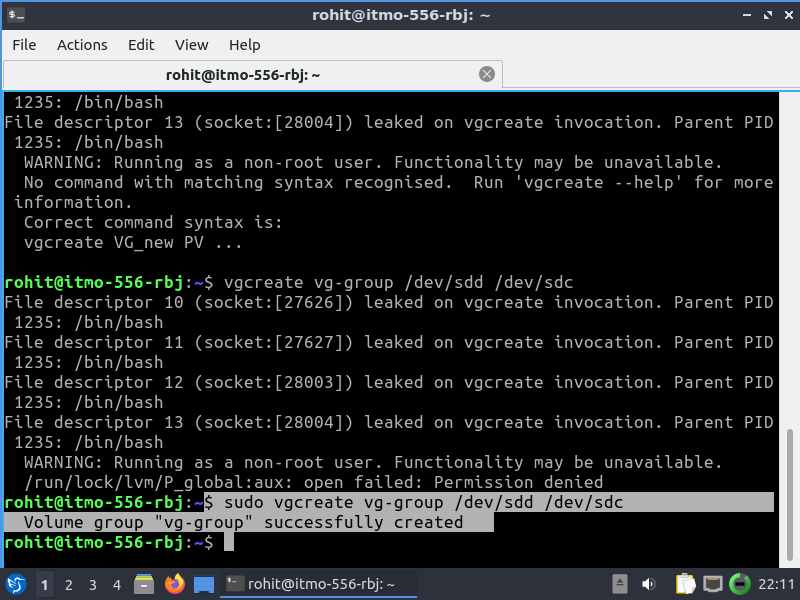 rohit@itmo-556-rbj: ~
File Actions Edit View Help
rohit@itmo-556-rbj: ~
1235: /bin/bash
File descriptor 13 (socket:[28004]) leaked on vgcreate invocation. Parent PID
1235: /bin/bash
WARNING: Running as a non-root user. Functionality may be unavailable.
No command with matching syntax recognised.  Run 'vgcreate --help' for more
information.
Correct command syntax is:
vgcreate VG_new PV ...
rohit@itmo-556-rbj:~$ vgcreate vg-group /dev/sdd /dev/sdc
File descriptor 10 (socket:[27626]) leaked on vgcreate invocation. Parent PID
1235: /bin/bash
File descriptor 11 (socket:[27627]) leaked on vgcreate invocation. Parent PID
1235: /bin/bash
File descriptor 12 (socket:[28003]) leaked on vgcreate invocation. Parent PID
1235: /bin/bash
File descriptor 13 (socket:[28004]) leaked on vgcreate invocation. Parent PID
1235: /bin/bash
WARNING: Running as a non-root user. Functionality may be unavailable.
/run/lock/lvm/P_global:aux: open failed: Permission denied
rohit@itmo-556-rbj:~$ sudo vgcreate vg-group /dev/sdd /dev/sdc
Volume group "vg-group" successfully created
rohit@itmo-556-rbj:~$
1 2 3 4 rohit@itmo-556-rbj: ~ 22:11